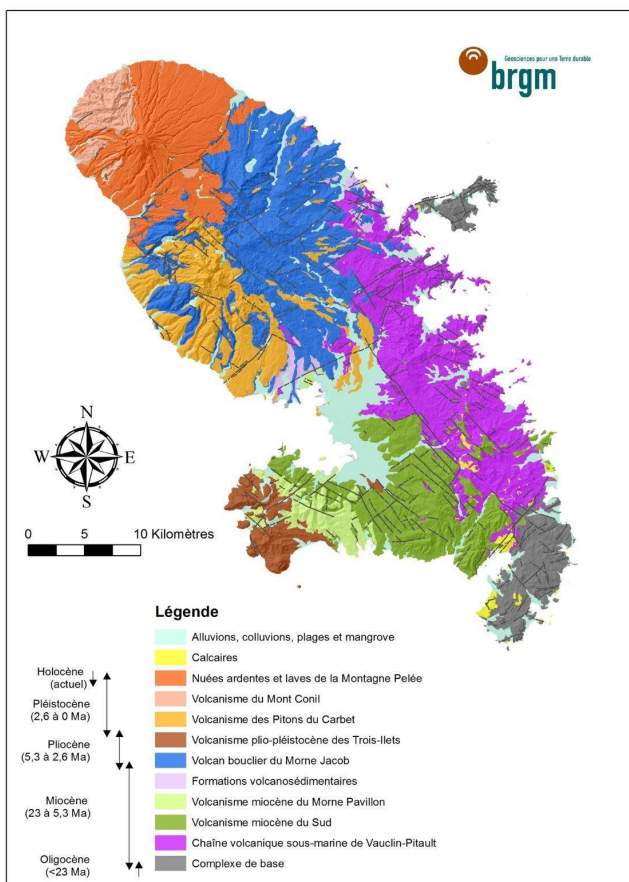 Géosciences pour une Terre durable
brgm
N
W E
S
0 5 10 Kilomètres
Légende
Alluvions, colluvions, plages et mangrove
Calcaires
Nuées ardentes et laves de la Montagne Pelée
Volcanisme du Mont Conil
Volcanisme des Pitons du Carbet
Volcanisme plio-pléistocène des Trois-Ilets
Volcan bouclier du Morne Jacob
Formations volcanosédimentaires
Volcanisme miocène du Morne Pavillon
Volcanisme miocène du Sud
Chaîne volcanique sous-marine de Vauclin-Pitault
Complexe de base
Holocène
(actuel)
Pléistocène
(2,6 à 0 Ma)
Pliocène
(5,3 à 2,6 Ma)
Miocène
(23 à 5,3 Ma)
Oligocène
(<23 Ma)